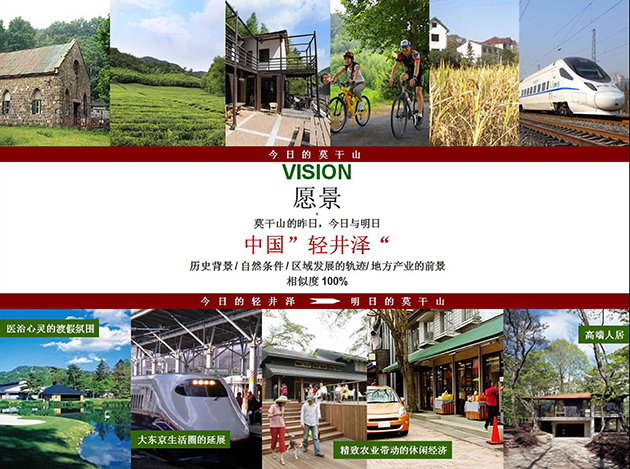 今日的莫干山
VISION
愿景
莫干山的昨日，今日与明日
中国”轻井泽“
历史背景/自然条件/区域发展的轨迹/地方产业的前景
相似度 100%
今日的轻井泽 明日的莫干山
医治心灵的渡假氛围
高端人居
大东京生活圈的延展
精致农业带动的休闲经济